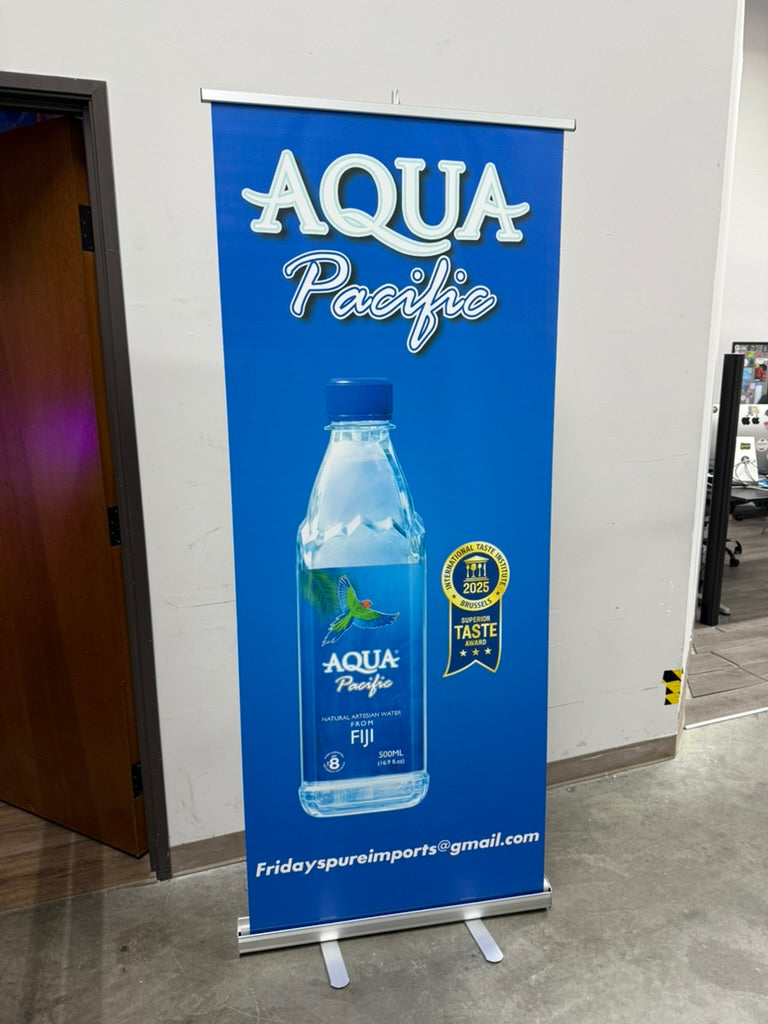 AQUA
Pacific
INTERNATIONAL TASTE INSTITUTE
2025
BRUSSELS
SUPERIOR
TASTE
AWARD
AQUA
Pacific
NATURAL ARTESIAN WATER
FROM
FIJI
8
500ML
(16.9 fl.oz)
Fridayspureimports@gmail.com